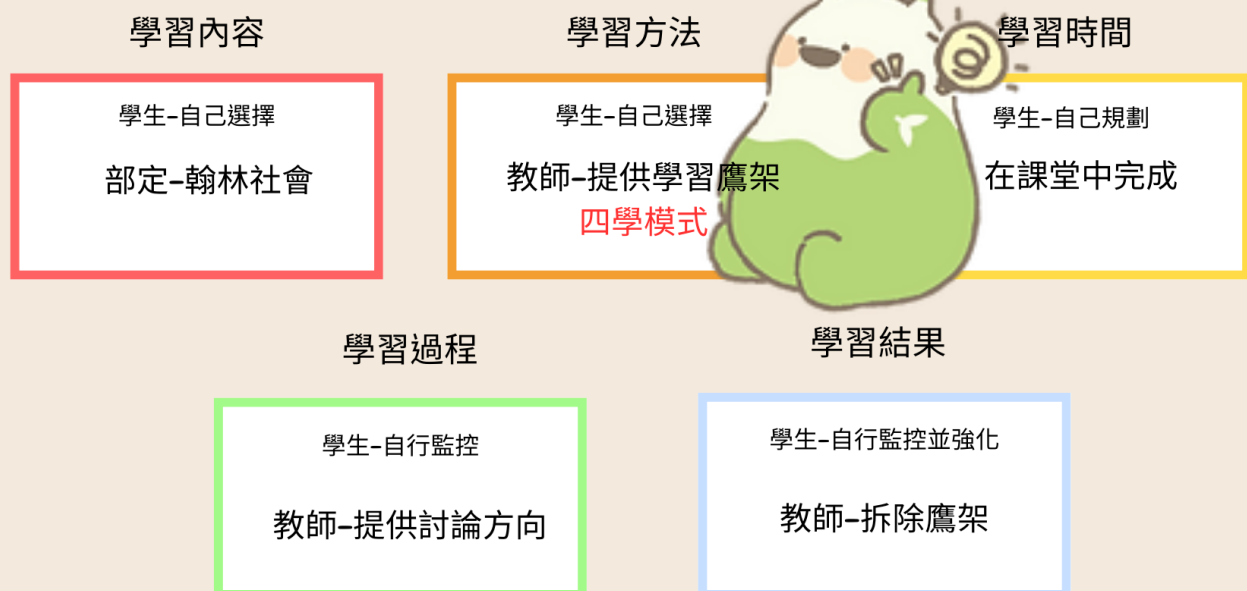 學習內容
學生-自己選擇
部定-翰林社會
學習方法
學生-自己選擇
教師-提供學習鷹架
四學模式
學習時間
學生-自己規劃
在課堂中完成
學習過程
學生-自行監控
教師-提供討論方向
學習結果
學生-自行監控並強化
教師-拆除鷹架